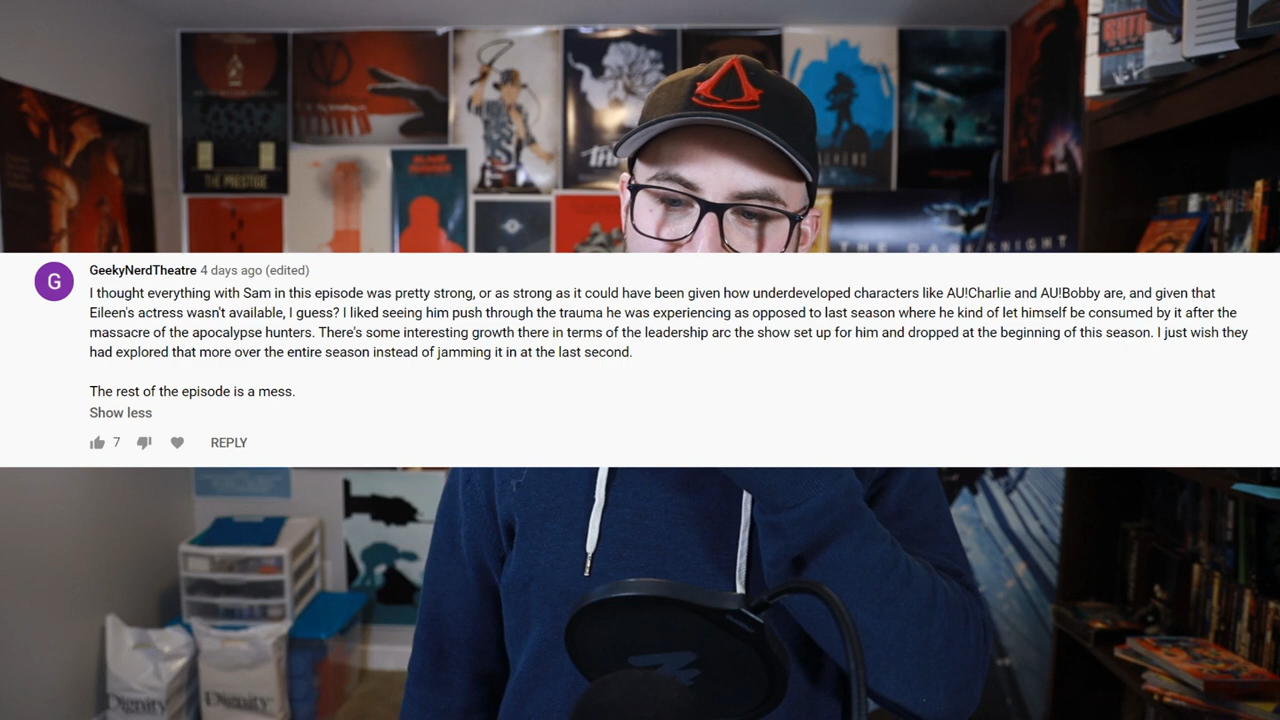 THE PRESTIGE
THE DARK KNIGHT
G
GeekyNerdTheatre 4 days ago (edited)
I thought everything with Sam in this episode was pretty strong, or as strong as it could have been given how underdeveloped characters like AU!Charlie and AU!Bobby are, and given that
Eileen's actress wasn't available, I guess? I liked seeing him push through the trauma he was experiencing as opposed to last season where he kind of let himself be consumed by it after the
massacre of the apocalypse hunters. There's some interesting growth there in terms of the leadership arc the show set up for him and dropped at the beginning of this season. I just wish they
had explored that more over the entire season instead of jamming it in at the last second.
The rest of the episode is a mess.
Show less
7
REPLY
Dignity
Dignity